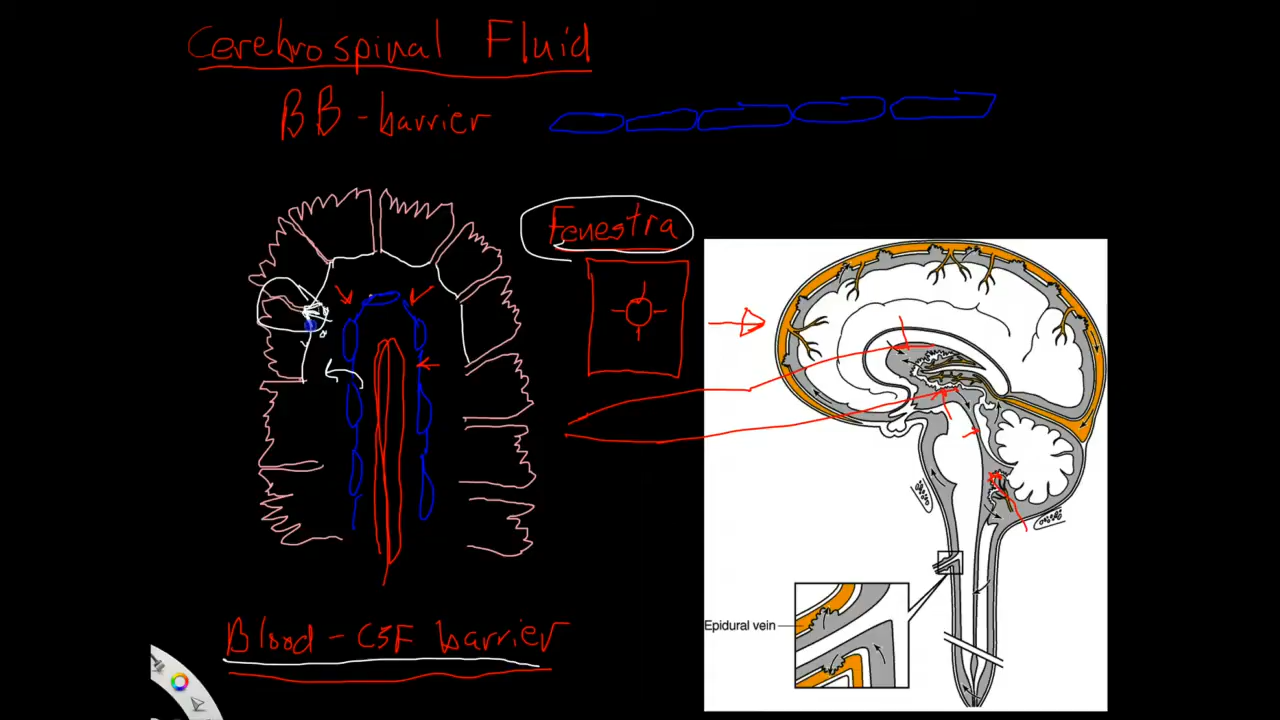 Cerebrospinal Fluid
BB-barrier
Fenestra
Epidural vein
Blood-CSF barrier